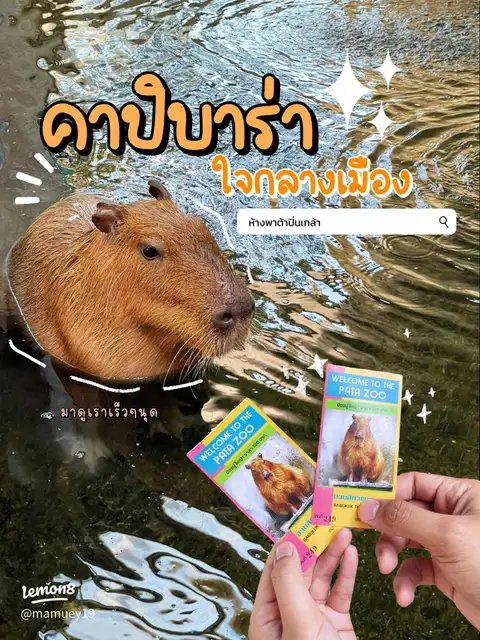 คาปิบาร่า
ใจกลางเมือง
ห้างพาต้าปิ่นเกล้า
มาดูเราเร็วๆนุด
WELCOME TO THE
PATA ZOO
WELCOME TO THE
PATA ZOO
249
249
Lemon8
@mamuey19